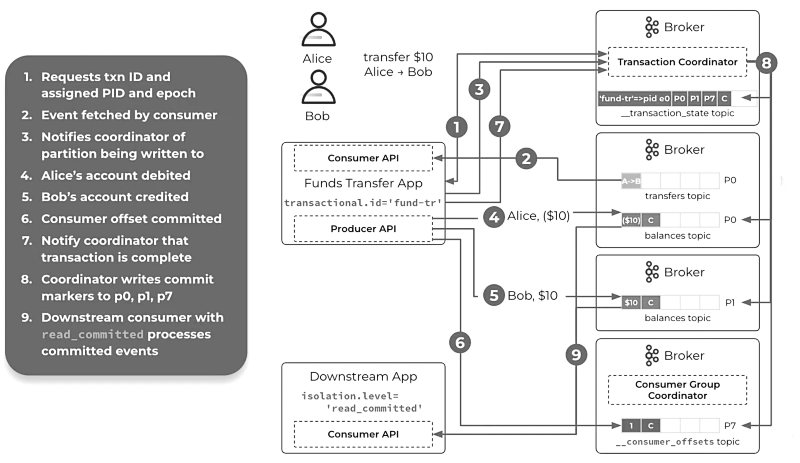 1. Requests txn ID and
assigned PID and epoch
2. Event fetched by consumer
3. Notifies coordinator of
partition being written to
4. Alice's account debited
5. Bob's account credited
6. Consumer offset committed
7. Notify coordinator that
transaction is complete
8. Coordinator writes commit
markers to p0, p1, p7
9. Downstream consumer with
read_committed processes
committed events
Alice
Bob
transfer $10
Alice → Bob
1
3
7
2
4
5
6
9
8
Consumer API
Funds Transfer App
transactional.id='fund-tr'
Producer API
Alice, ($10)
Bob, $10
Downstream App
isolation.level=
'read_committed'
Consumer API
Broker
Transaction Coordinator
'fund-tr'=>pid e0 P0 P1 P7 C
__transaction_state topic
Broker
A->B P0
transfers topic
($10) C P0
balances topic
Broker
$10 C P1
balances topic
Broker
Consumer Group
Coordinator
1 C P7
__consumer_offsets topic